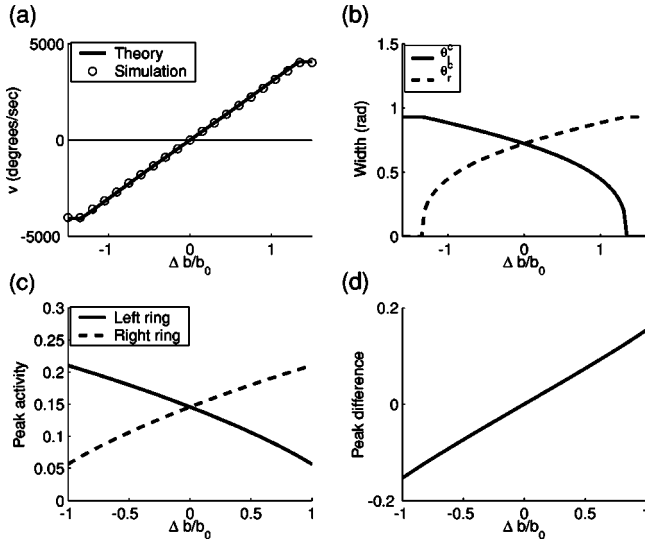 (a)
5000
Theory
Simulation
0
-5000
v (degrees/sec)
-1
0
1
Δ b/b₀
(b)
1.5
θ_l^c
θ_r^c
1
0.5
0
Width (rad)
-1
0
1
Δ b/b₀
(c)
0.3
Left ring
Right ring
0.25
0.2
0.15
0.1
0.05
0
Peak activity
-1
-0.5
0
0.5
1
Δ b/b₀
(d)
0.2
0
-0.2
Peak difference
-1
-0.5
0
0.5
1
Δ b/b₀